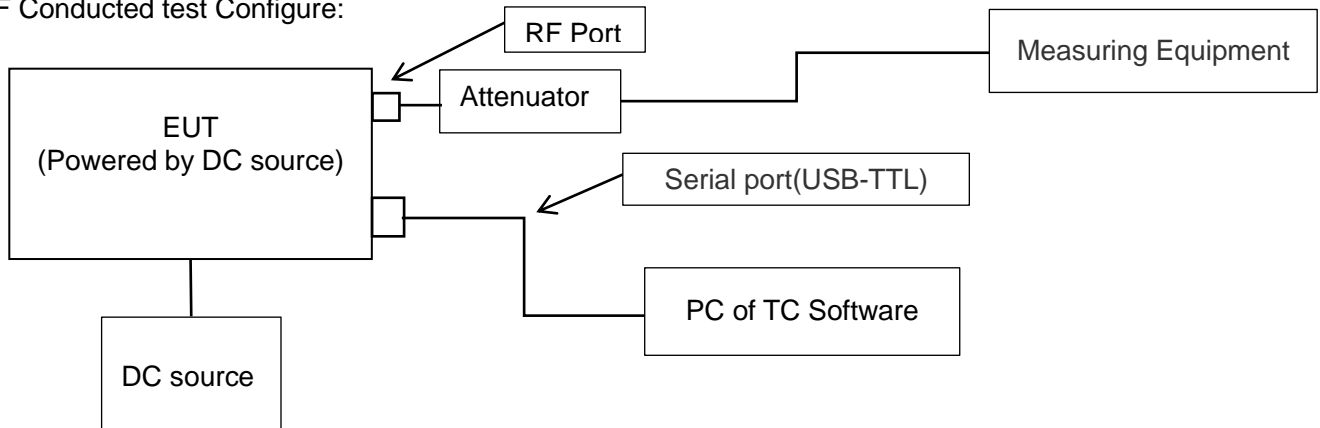 F Conducted test Configure:
RF Port
Measuring Equipment
Attenuator
EUT
(Powered by DC source)
Serial port(USB-TTL)
PC of TC Software
DC source